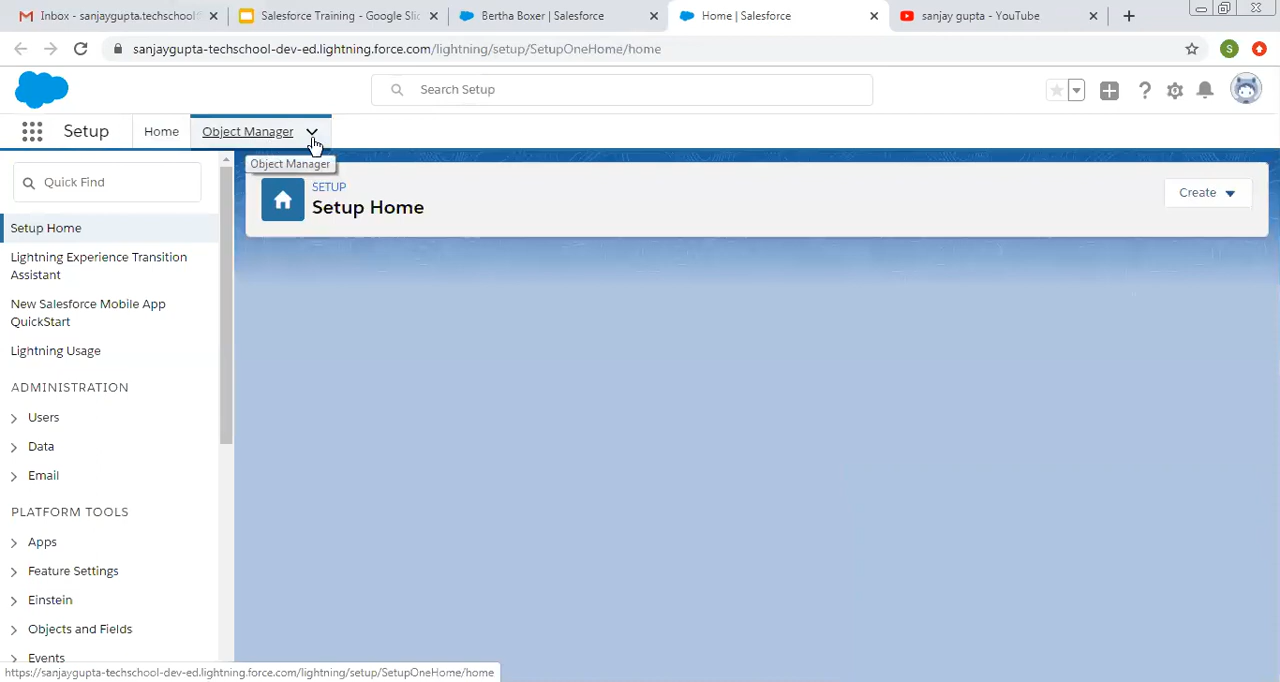 Inbox - sanjaygupta.techschool
Salesforce Training - Google Slid
Bertha Boxer | Salesforce
Home | Salesforce
sanjay gupta - YouTube
sanjaygupta-techschool-dev-ed.lightning.force.com/lightning/setup/SetupOneHome/home
S
Search Setup
Setup
Home
Object Manager
Object Manager
Quick Find
SETUP
Setup Home
Create
Setup Home
Lightning Experience Transition
Assistant
New Salesforce Mobile App
QuickStart
Lightning Usage
ADMINISTRATION
Users
Data
Email
PLATFORM TOOLS
Apps
Feature Settings
Einstein
Objects and Fields
Events
https://sanjaygupta-techschool-dev-ed.lightning.force.com/lightning/setup/SetupOneHome/home